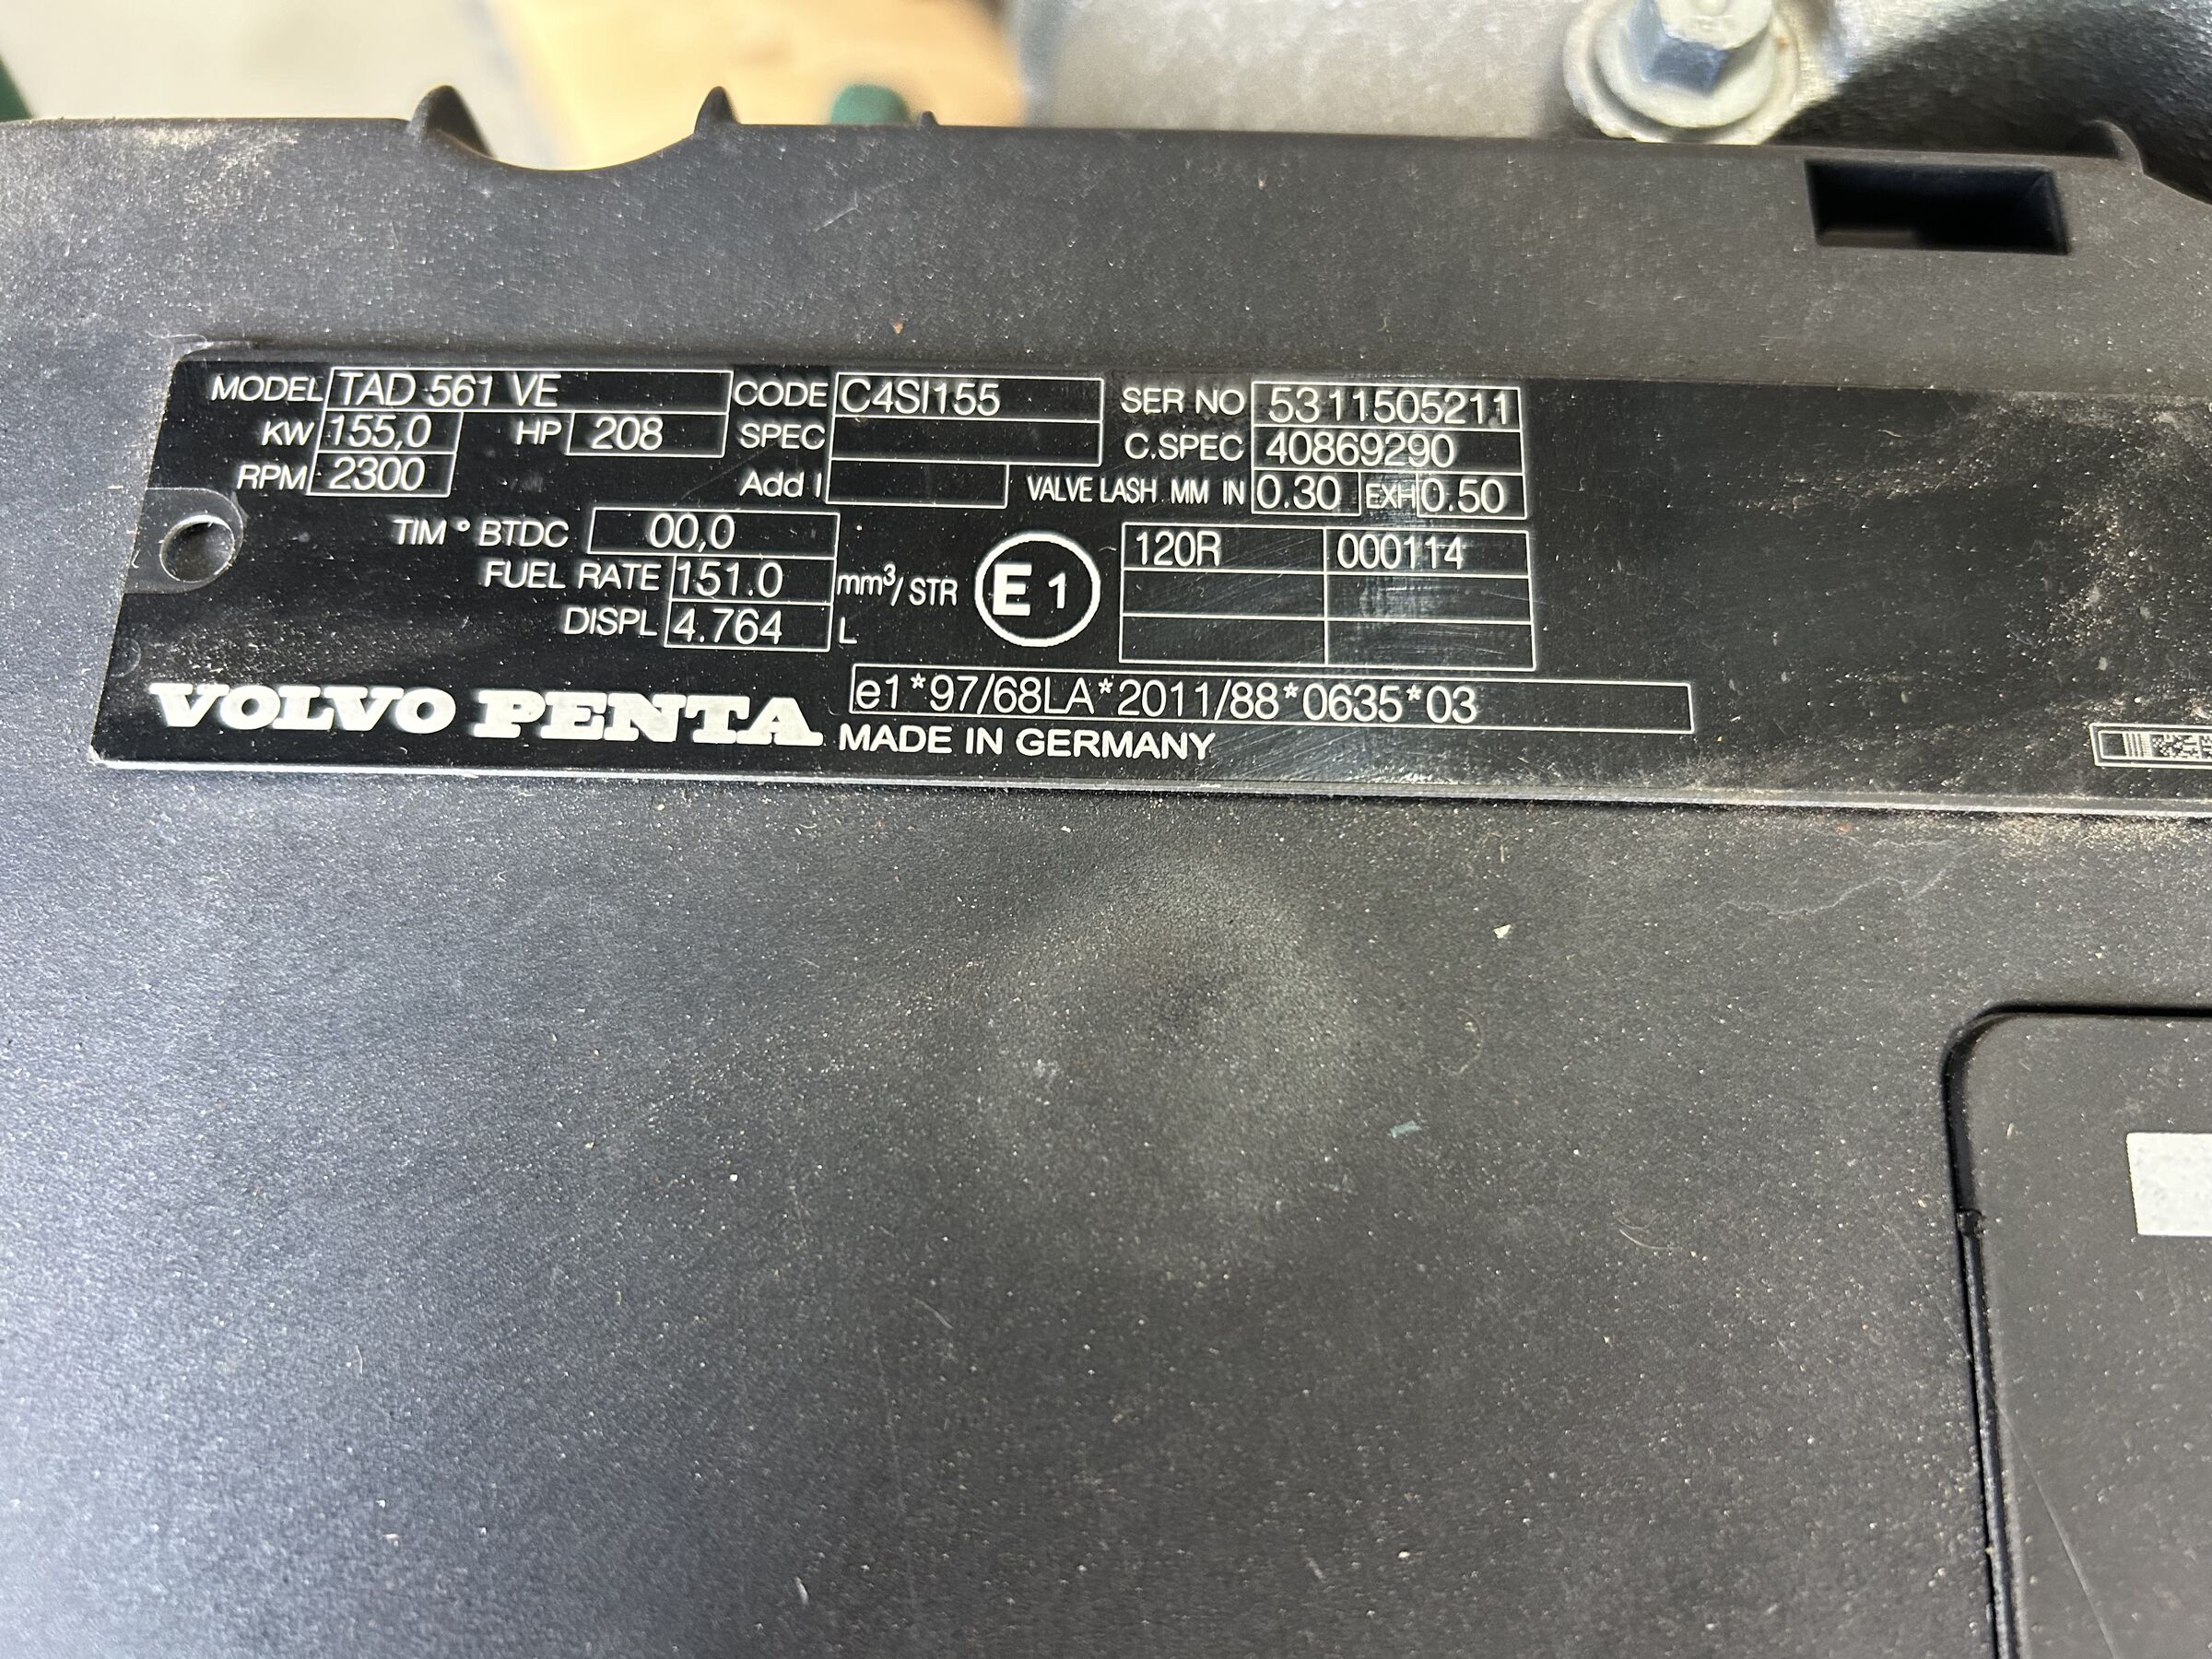 MODEL TAD 561 VE CODE C4SI155 SER NO 5311505211
KW 155,0 HP 208 SPEC C.SPEC 40869290
RPM 2300 Add I VALVE LASH MM IN 0.30 EXH 0.50
TIM ° BTDC 00,0 120R 000114
FUEL RATE 151.0 mm³/STR E 1
DISPL 4.764 L
VOLVO PENTA e1*97/68LA*2011/88*0635*03
MADE IN GERMANY